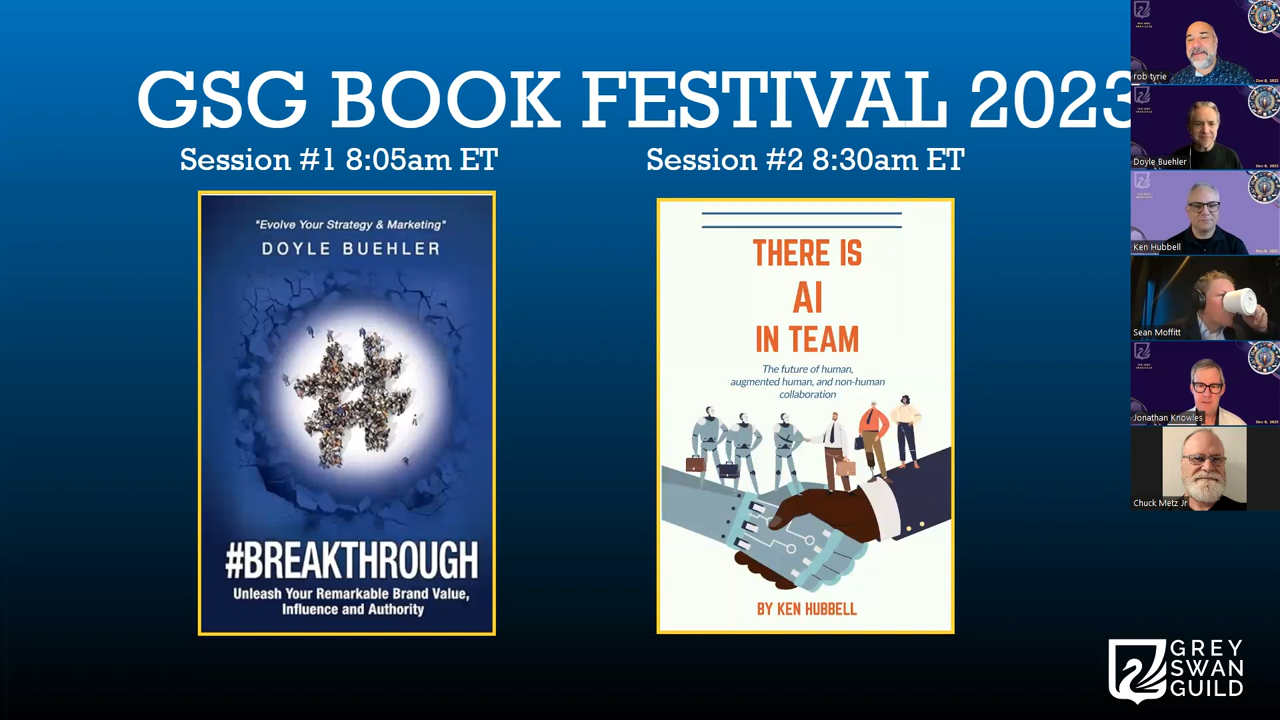 GSG BOOK FESTIVAL 2023
Session #1 8:05am ET
Session #2 8:30am ET
"Evolve Your Strategy & Marketing"
DOYLE BUEHLER
#BREAKTHROUGH
Unleash Your Remarkable Brand Value,
Influence and Authority
THERE IS
AI
IN TEAM
The future of human,
augmented human, and non-human
collaboration
BY KEN HUBBELL
rob tyrie
Doyle Buehler
Ken Hubbell
Sean Moffitt
Jonathan Knowles
Chuck Metz Jr
GREY
SWAN
GUILD